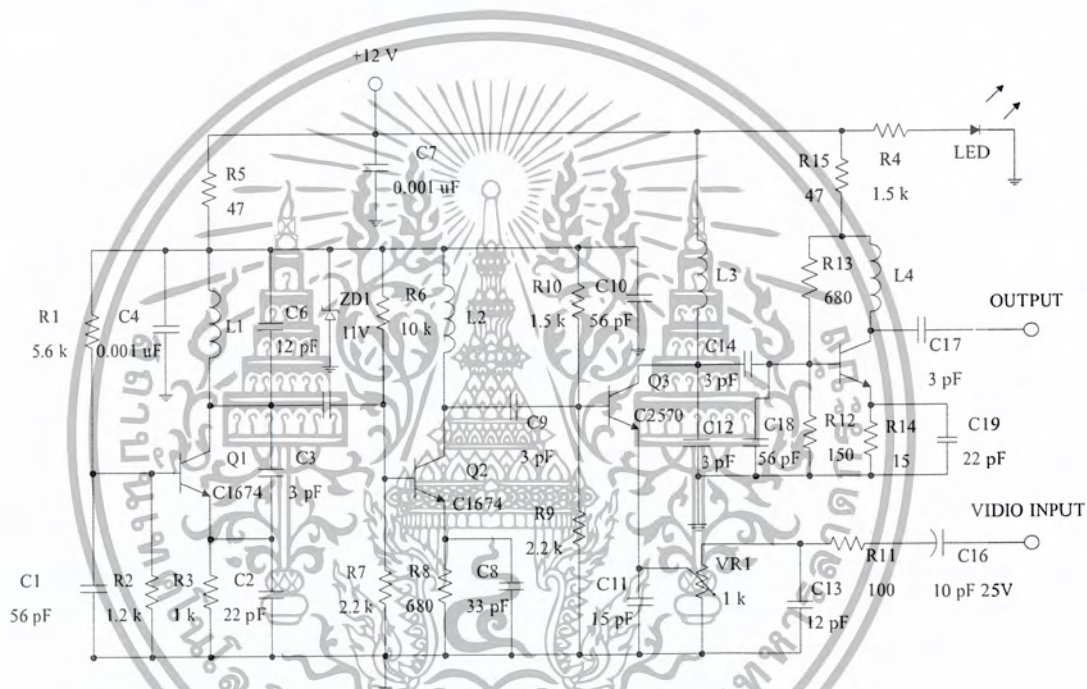 +12 V
C7
0.001 uF
R5
47
R15
47
R4
1.5 k
LED
R1
5.6 k
C4
0.001 uF
L1
C6
12 pF
ZD1
11V
R6
10 k
L2
R10
1.5 k
C10
56 pF
L3
R13
680
L4
OUTPUT
C17
3 pF
C14
3 pF
Q3
C2570
C9
3 pF
C12
3 pF
C18
56 pF
R12
150
R14
15
C19
22 pF
Q1
C1674
C3
3 pF
Q2
C1674
R9
2.2 k
VIDIO INPUT
C1
56 pF
R2
1.2 k
R3
1 k
C2
22 pF
R7
2.2 k
R8
680
C8
33 pF
C11
15 pF
VR1
1 k
C13
12 pF
R11
100
C16
10 pF 25V